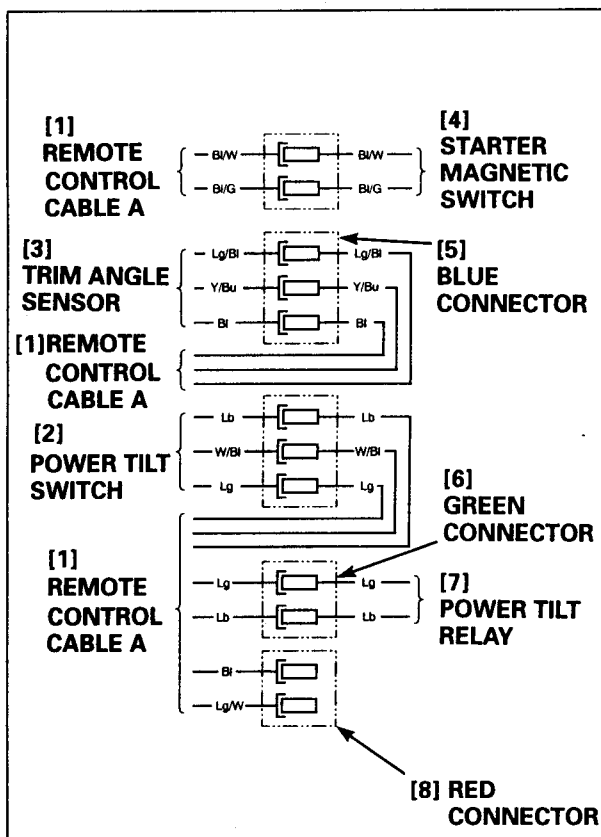 [1]
REMOTE
CONTROL
CABLE A
Bl/W
Bl/W
Bl/G
Bl/G
[4]
STARTER
MAGNETIC
SWITCH
[3]
TRIM ANGLE
SENSOR
Lg/Bl
Lg/Bl
Y/Bu
Y/Bu
Bl
Bl
[5]
BLUE
CONNECTOR
[1]REMOTE
CONTROL
CABLE A
[2]
POWER TILT
SWITCH
Lb
Lb
W/Bl
W/Bl
Lg
Lg
[6]
GREEN
CONNECTOR
[1]
REMOTE
CONTROL
CABLE A
Lg
Lg
Lb
Lb
[7]
POWER TILT
RELAY
Bl
Lg/W
[8] RED
CONNECTOR